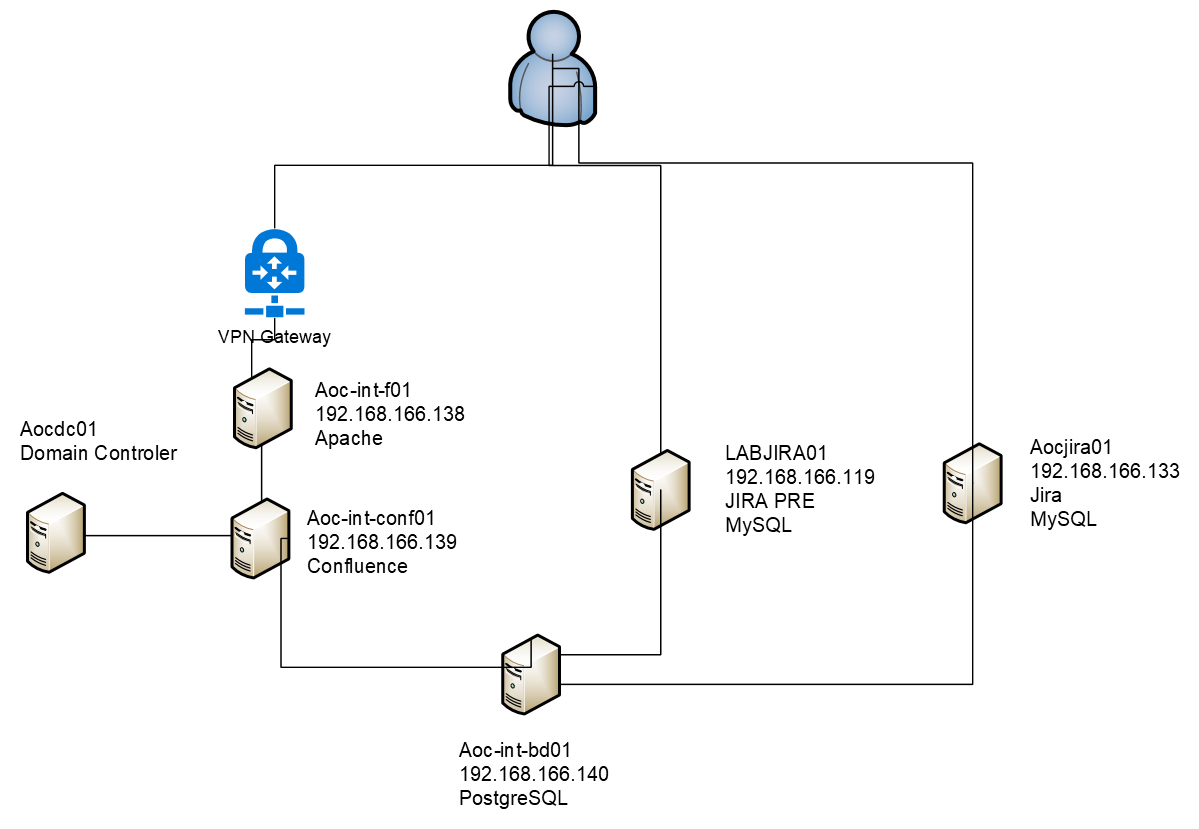 VPN Gateway
Aoc-int-f01
192.168.166.138
Apache
Aocdc01
Domain Controler
Aoc-int-conf01
192.168.166.139
Confluence
LABJIRA01
192.168.166.119
JIRA PRE
MySQL
Aocjira01
192.168.166.133
Jira
MySQL
Aoc-int-bd01
192.168.166.140
PostgreSQL